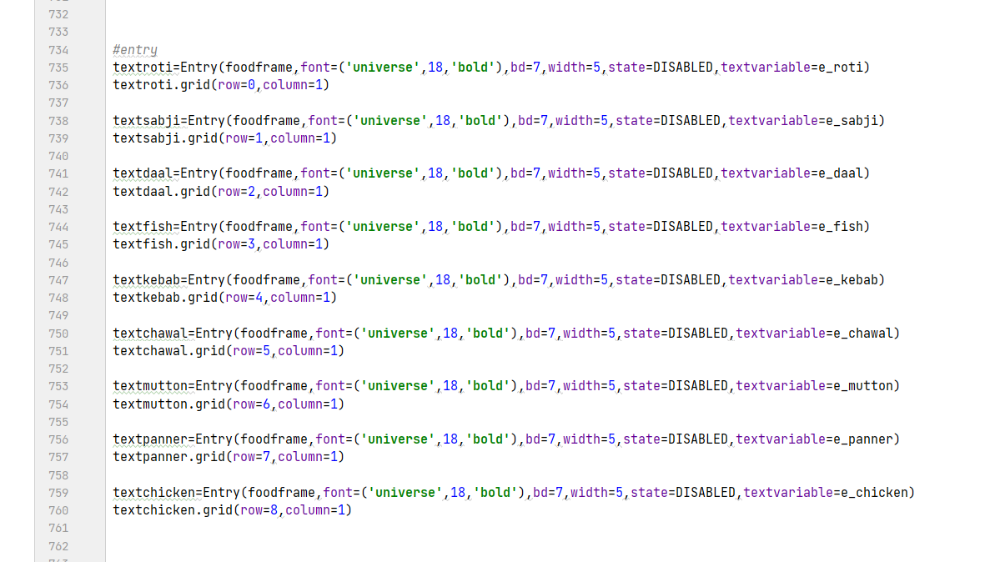 732
733
734 #entry
735 textroti=Entry(foodframe,font=('universe',18,'bold'),bd=7,width=5,state=DISABLED,textvariable=e_roti)
736 textroti.grid(row=0,column=1)
737
738 textsabji=Entry(foodframe,font=('universe',18,'bold'),bd=7,width=5,state=DISABLED,textvariable=e_sabji)
739 textsabji.grid(row=1,column=1)
740
741 textdaal=Entry(foodframe,font=('universe',18,'bold'),bd=7,width=5,state=DISABLED,textvariable=e_daal)
742 textdaal.grid(row=2,column=1)
743
744 textfish=Entry(foodframe,font=('universe',18,'bold'),bd=7,width=5,state=DISABLED,textvariable=e_fish)
745 textfish.grid(row=3,column=1)
746
747 textkebab=Entry(foodframe,font=('universe',18,'bold'),bd=7,width=5,state=DISABLED,textvariable=e_kebab)
748 textkebab.grid(row=4,column=1)
749
750 textchawal=Entry(foodframe,font=('universe',18,'bold'),bd=7,width=5,state=DISABLED,textvariable=e_chawal)
751 textchawal.grid(row=5,column=1)
752
753 textmutton=Entry(foodframe,font=('universe',18,'bold'),bd=7,width=5,state=DISABLED,textvariable=e_mutton)
754 textmutton.grid(row=6,column=1)
755
756 textpanner=Entry(foodframe,font=('universe',18,'bold'),bd=7,width=5,state=DISABLED,textvariable=e_panner)
757 textpanner.grid(row=7,column=1)
758
759 textchicken=Entry(foodframe,font=('universe',18,'bold'),bd=7,width=5,state=DISABLED,textvariable=e_chicken)
760 textchicken.grid(row=8,column=1)
761
762